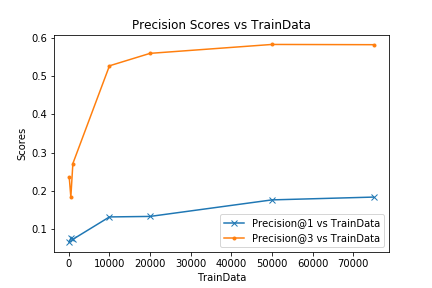 Precision Scores vs TrainData
0.6
0.5
0.4
0.3
0.2
0.1
Scores
Precision@1 vs TrainData
Precision@3 vs TrainData
0 10000 20000 30000 40000 50000 60000 70000
TrainData